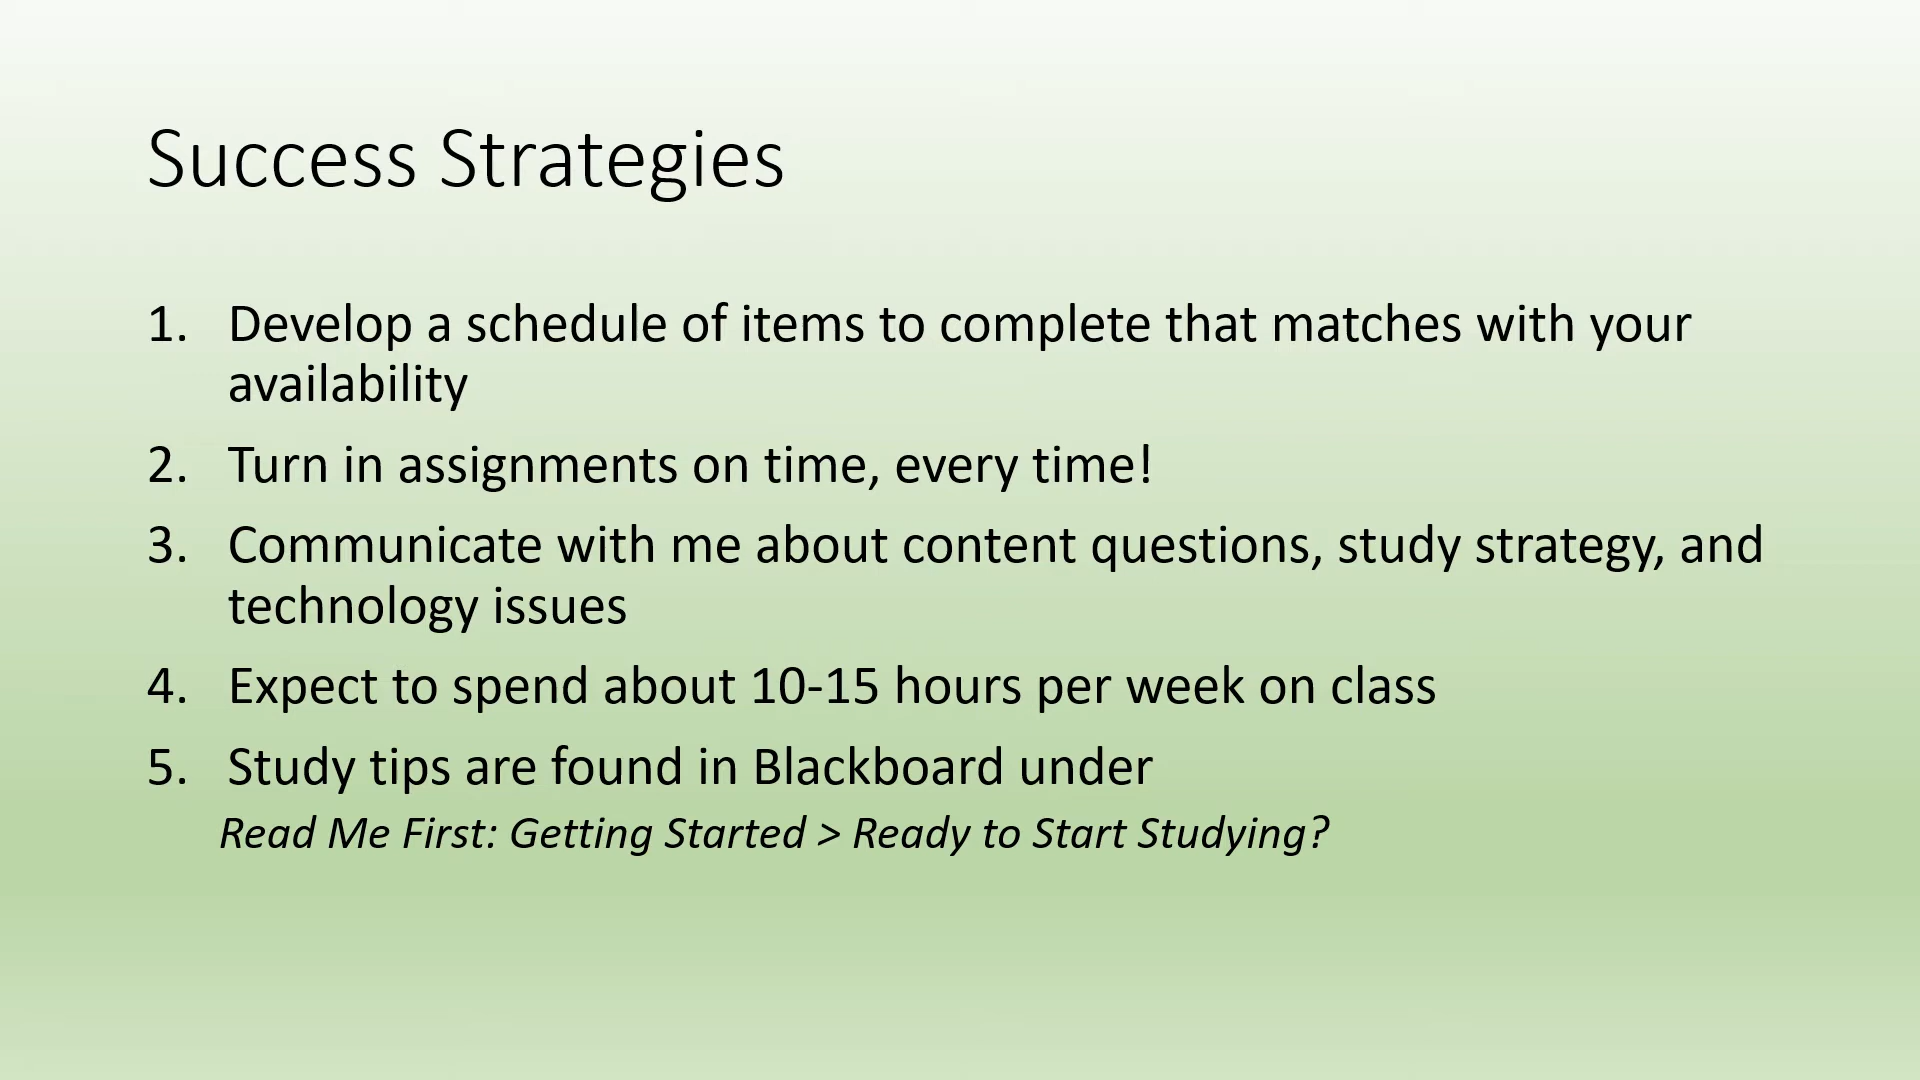 Success Strategies
1. Develop a schedule of items to complete that matches with your
availability
2. Turn in assignments on time, every time!
3. Communicate with me about content questions, study strategy, and
technology issues
4. Expect to spend about 10-15 hours per week on class
5. Study tips are found in Blackboard under
Read Me First: Getting Started > Ready to Start Studying?